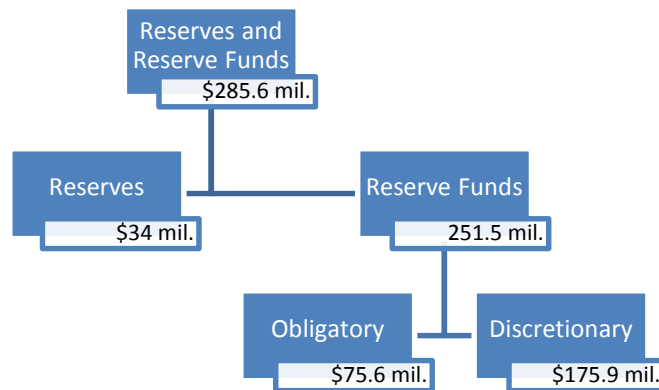 Reserves and
Reserve Funds
$285.6 mil.
Reserves
$34 mil.
Reserve Funds
251.5 mil.
Obligatory
$75.6 mil.
Discretionary
$175.9 mil.